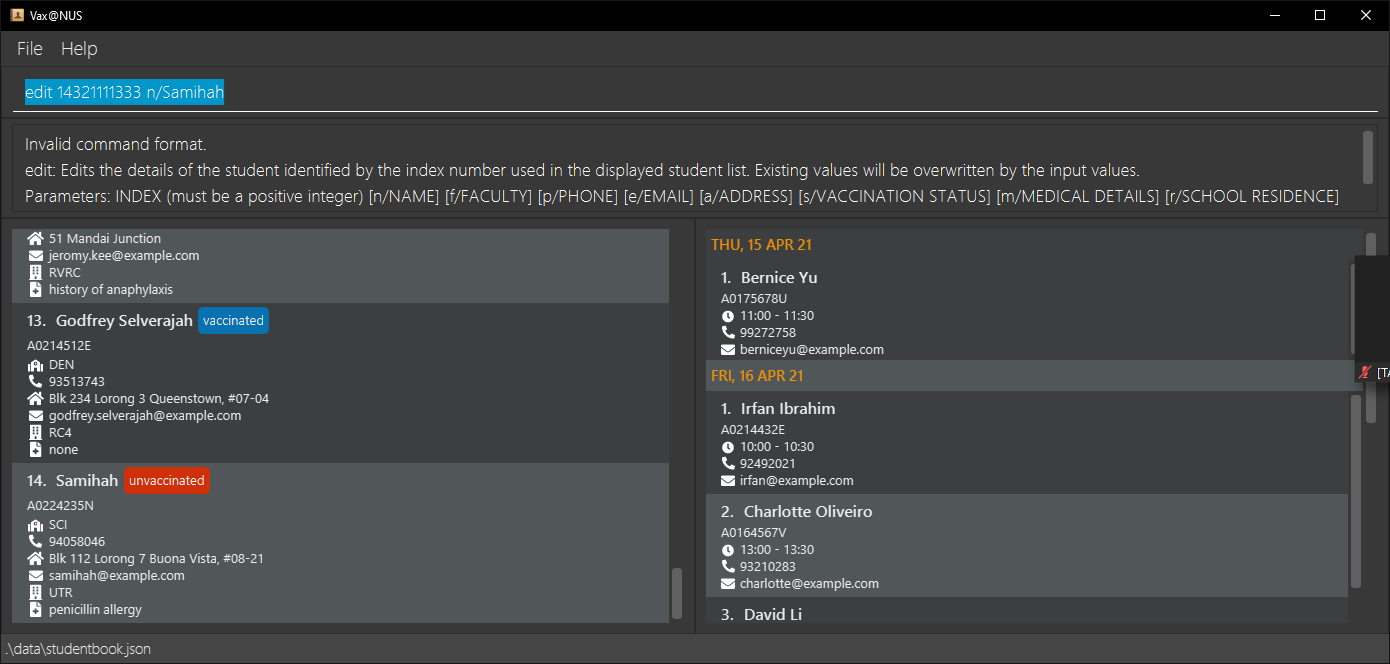 Vax@NUS
File Help
edit 14321111333 n/Samihah
Invalid command format.
edit: Edits the details of the student identified by the index number used in the displayed student list. Existing values will be overwritten by the input values.
Parameters: INDEX (must be a positive integer) [n/NAME] [f/FACULTY] [p/PHONE] [e/EMAIL] [a/ADDRESS] [s/VACCINATION STATUS] [m/MEDICAL DETAILS] [r/SCHOOL RESIDENCE]
51 Mandai Junction
jeromy.kee@example.com
RVRC
history of anaphylaxis
13. Godfrey Selverajah vaccinated
A0214512E
DEN
93513743
Blk 234 Lorong 3 Queenstown, #07-04
godfrey.selverajah@example.com
RC4
none
14. Samihah unvaccinated
A0224235N
SCI
94058046
Blk 112 Lorong 7 Buona Vista, #08-21
samihah@example.com
UTR
penicillin allergy
THU, 15 APR 21
1. Bernice Yu
A0175678U
11:00 - 11:30
99272758
berniceyu@example.com
FRI, 16 APR 21
1. Irfan Ibrahim
A0214432E
10:00 - 10:30
92492021
irfan@example.com
2. Charlotte Oliveiro
A0164567V
13:00 - 13:30
93210283
charlotte@example.com
3. David Li
[TA
.\data\studentbook.json